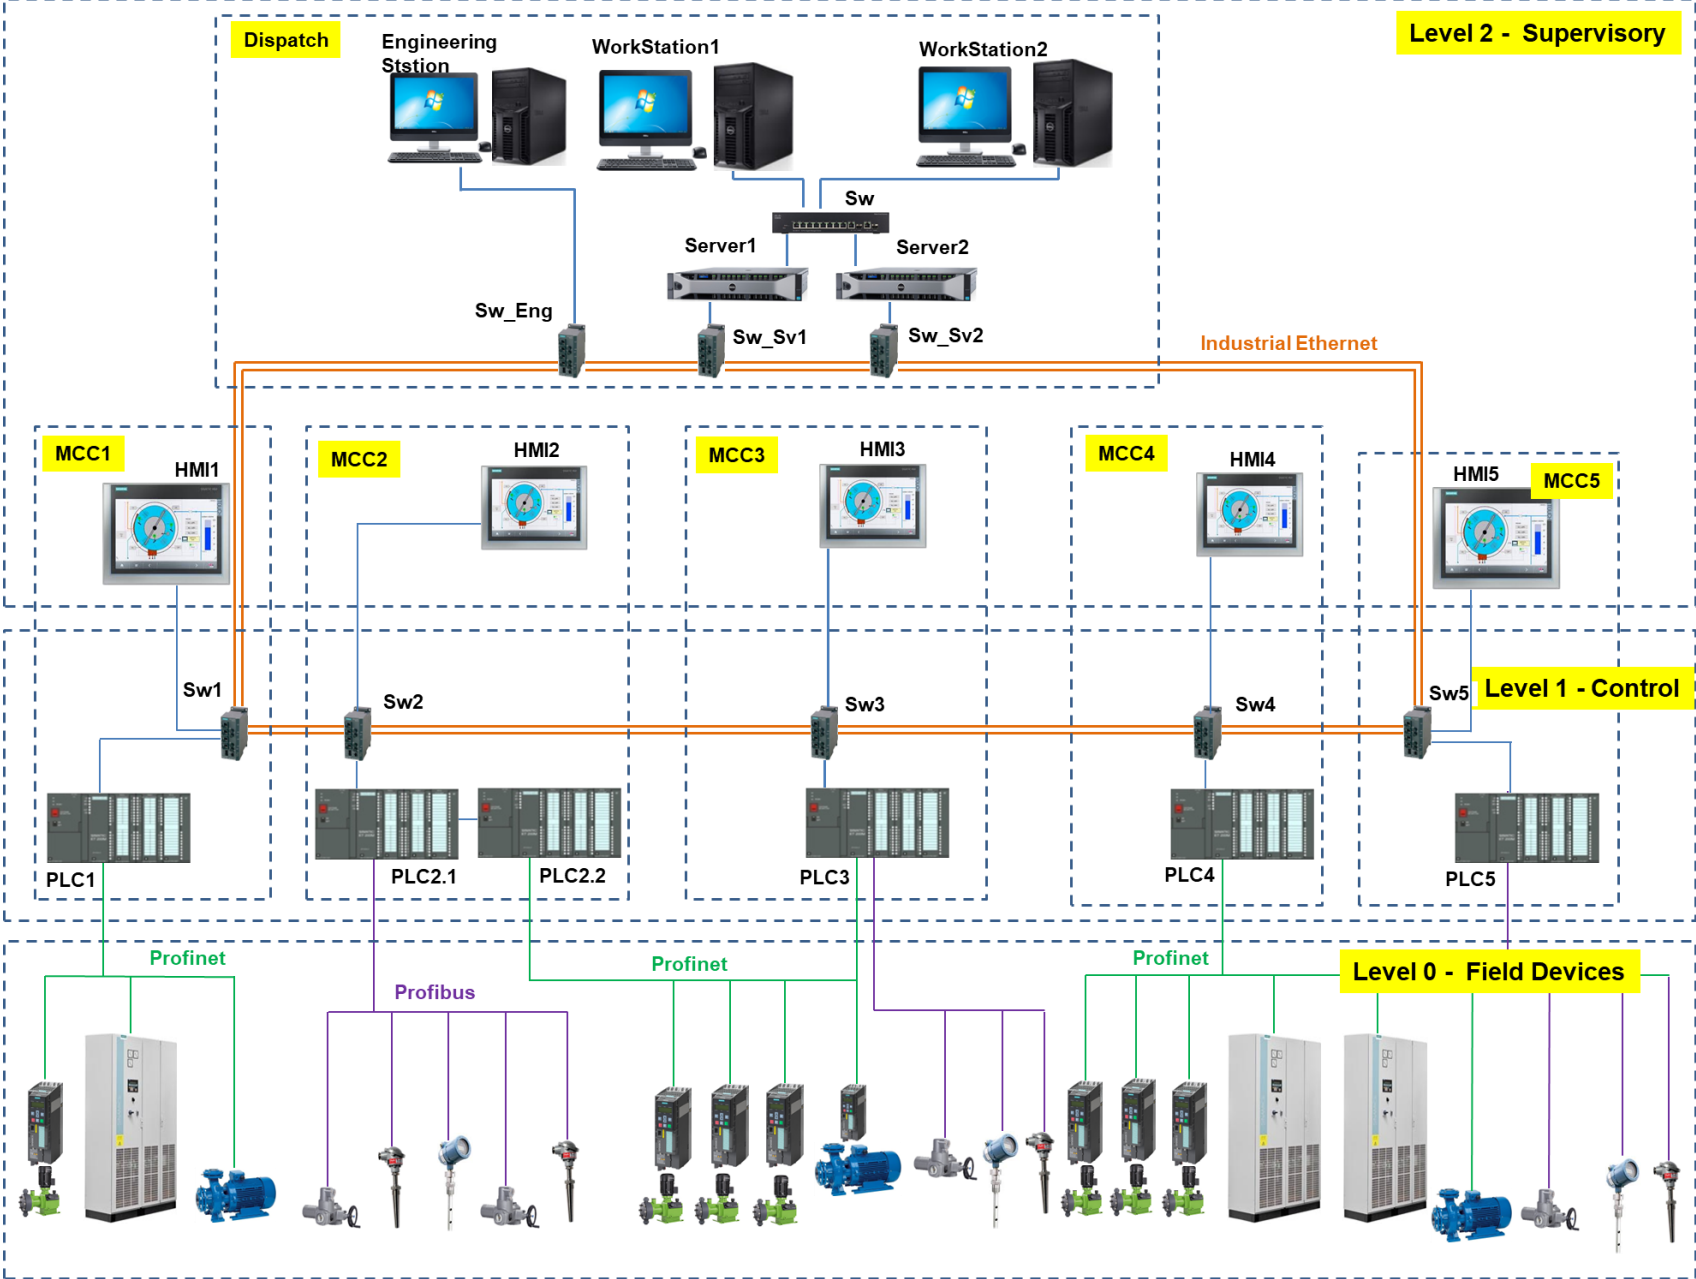 Dispatch
Engineering
Ststion
WorkStation1
WorkStation2
Level 2 - Supervisory
Sw
Server1
Server2
Sw_Eng
Sw_Sv1
Sw_Sv2
Industrial Ethernet
MCC1
HMI1
MCC2
HMI2
MCC3
HMI3
MCC4
HMI4
HMI5
MCC5
Sw1
Sw2
Sw3
Sw4
Sw5
Level 1 - Control
PLC1
PLC2.1
PLC2.2
PLC3
PLC4
PLC5
Profinet
Profibus
Profinet
Profinet
Level 0 - Field Devices